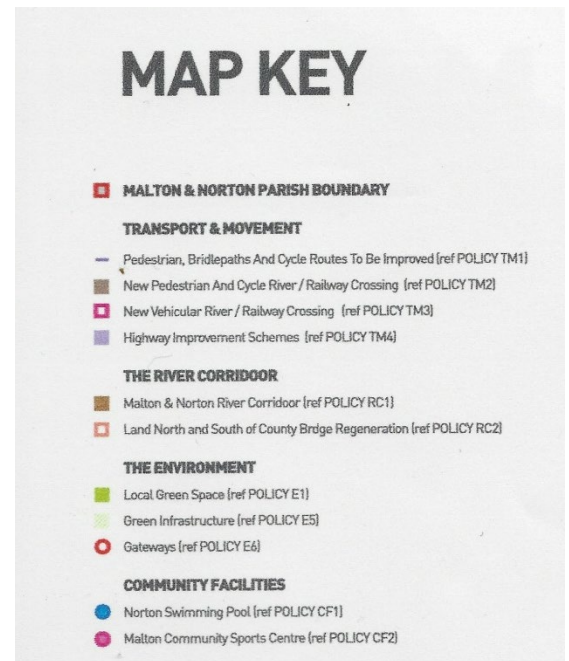 MAP KEY
MALTON & NORTON PARISH BOUNDARY
TRANSPORT & MOVEMENT
Pedestrian, Bridlepaths And Cycle Routes To Be Improved (ref POLICY TM1)
New Pedestrian And Cycle River / Railway Crossing (ref POLICY TM2)
New Vehicular River / Railway Crossing (ref POLICY TM3)
Highway Improvement Schemes (ref POLICY TM4)
THE RIVER CORRIDOOR
Malton & Norton River Corridoor (ref POLICY RC1)
Land North and South of County Brdge Regeneration (ref POLICY RC2)
THE ENVIRONMENT
Local Green Space (ref POLICY E1)
Green Infrastructure (ref POLICY E5)
Gateways (ref POLICY E6)
COMMUNITY FACILITIES
Norton Swimming Pool (ref POLICY CF1)
Malton Community Sports Centre (ref POLICY CF2)